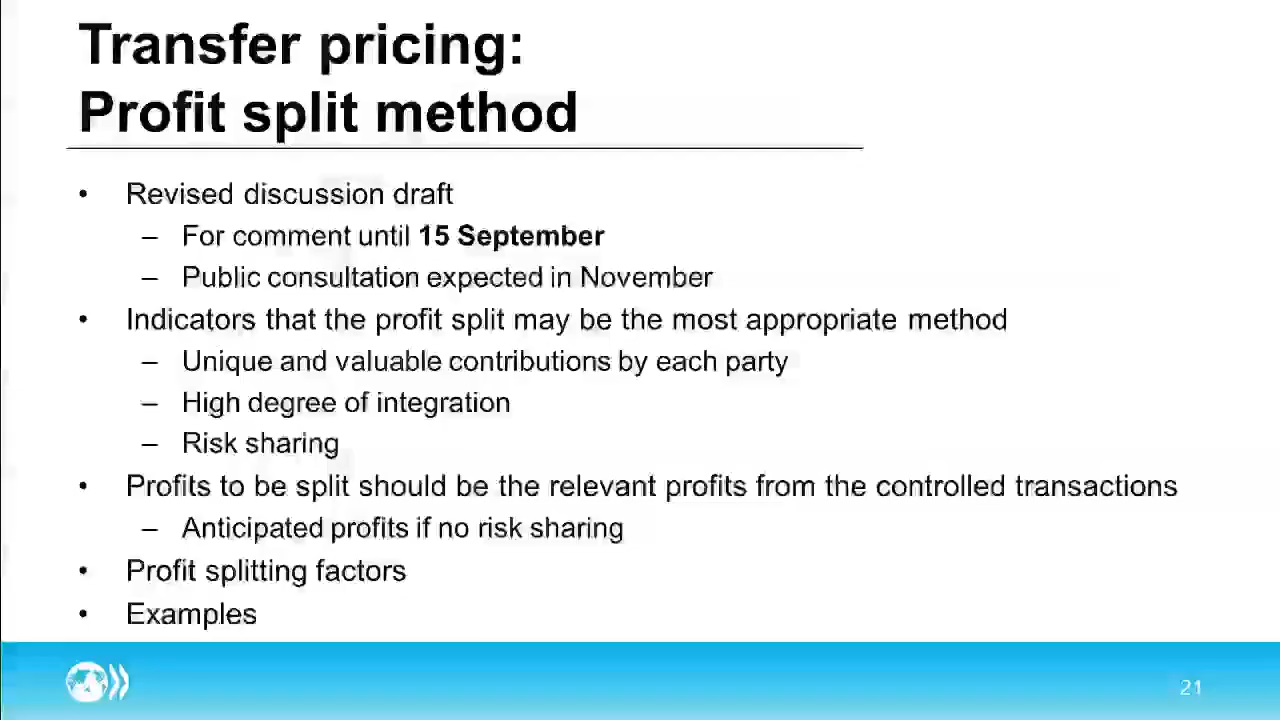 Transfer pricing:
Profit split method
• Revised discussion draft
– For comment until 15 September
– Public consultation expected in November
• Indicators that the profit split may be the most appropriate method
– Unique and valuable contributions by each party
– High degree of integration
– Risk sharing
• Profits to be split should be the relevant profits from the controlled transactions
– Anticipated profits if no risk sharing
• Profit splitting factors
• Examples
21